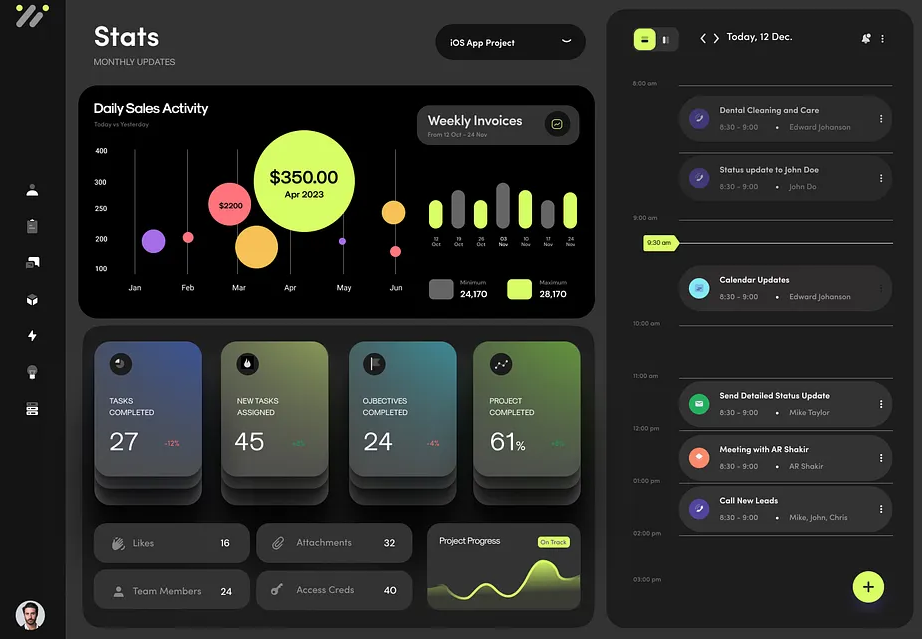 Stats
MONTHLY UPDATES
iOS App Project
Daily Sales Activity
Today vs Yesterday
400
300
250
200
100
$350.00
Apr 2023
$2200
Jan
Feb
Mar
Apr
May
Jun
Weekly Invoices
From 12 Oct - 24 Nov
12 Oct
19 Oct
26 Oct
03 Nov
10 Nov
17 Nov
24 Nov
Minimum
24,170
Maximum
28,170
TASKS
COMPLETED
27
-12%
NEW TASKS
ASSIGNED
45
OJBECTIVES
COMPLETED
24
-4%
PROJECT
COMPLETED
61%
Likes 16
Attachments 32
Team Members 24
Access Creds 40
Project Progress
On Track
Today, 12 Dec.
8:00 am
Dental Cleaning and Care
8:30 - 9:00 • Edward Johanson
Status update to John Doe
8:30 - 9:00 • John Do
9:00 am
9:30 am
Calendar Updates
8:30 - 9:00 • Edward Johanson
10:00 am
11:00 am
Send Detailed Status Update
8:30 - 9:00 • Mike Taylor
12:00 pm
Meeting with AR Shakir
8:30 - 9:00 • AR Shakir
01:00 pm
Call New Leads
8:30 - 9:00 • Mike, John, Chris
02:00 pm
03:00 pm